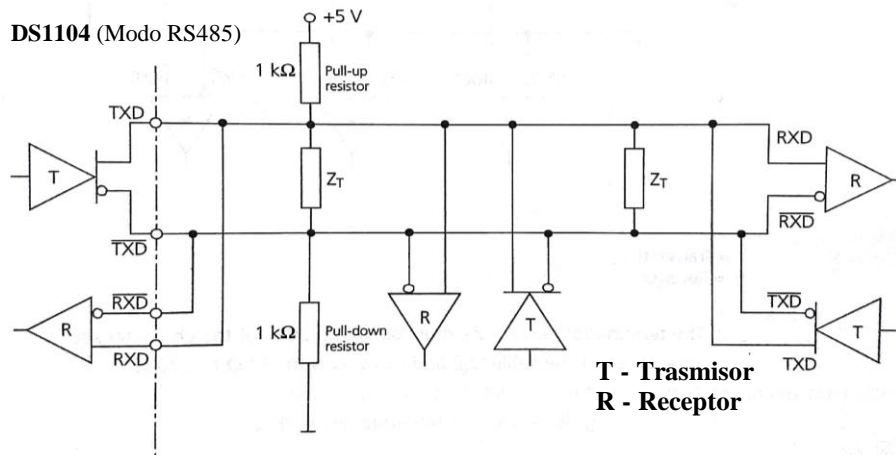 +5 V
DS1104 (Modo RS485)
1 kΩ
Pull-up
resistor
TXD
RXD
T
Z_T
Z_T
R
TXD
RXD
RXD
TXD
R
R
T
T
1 kΩ
Pull-down
resistor
RXD
TXD
T - Trasmisor
R - Receptor